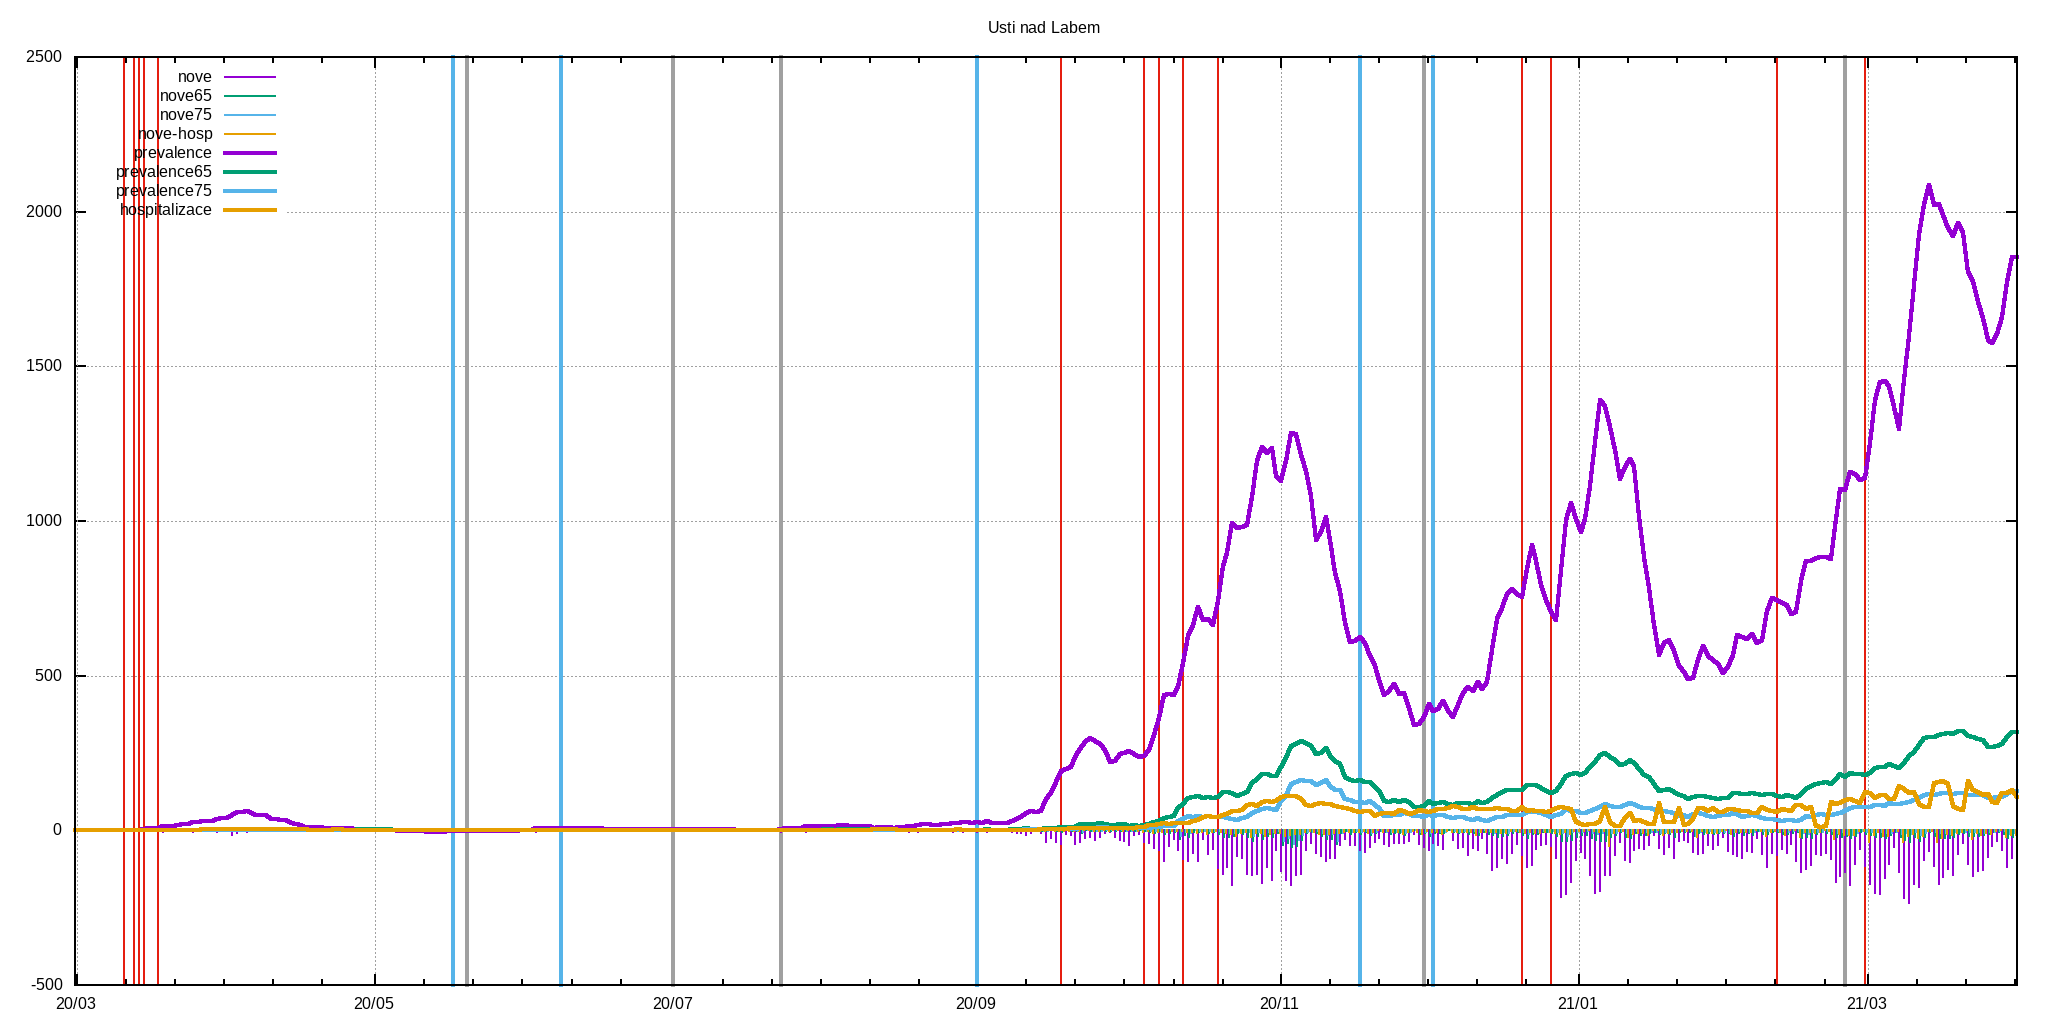 Usti nad Labem
2500
2000
1500
1000
500
0
-500
nove
nove65
nove75
nove-hosp
prevalence
prevalence65
prevalence75
hospitalizace
20/03
20/05
20/07
20/09
20/11
21/01
21/03